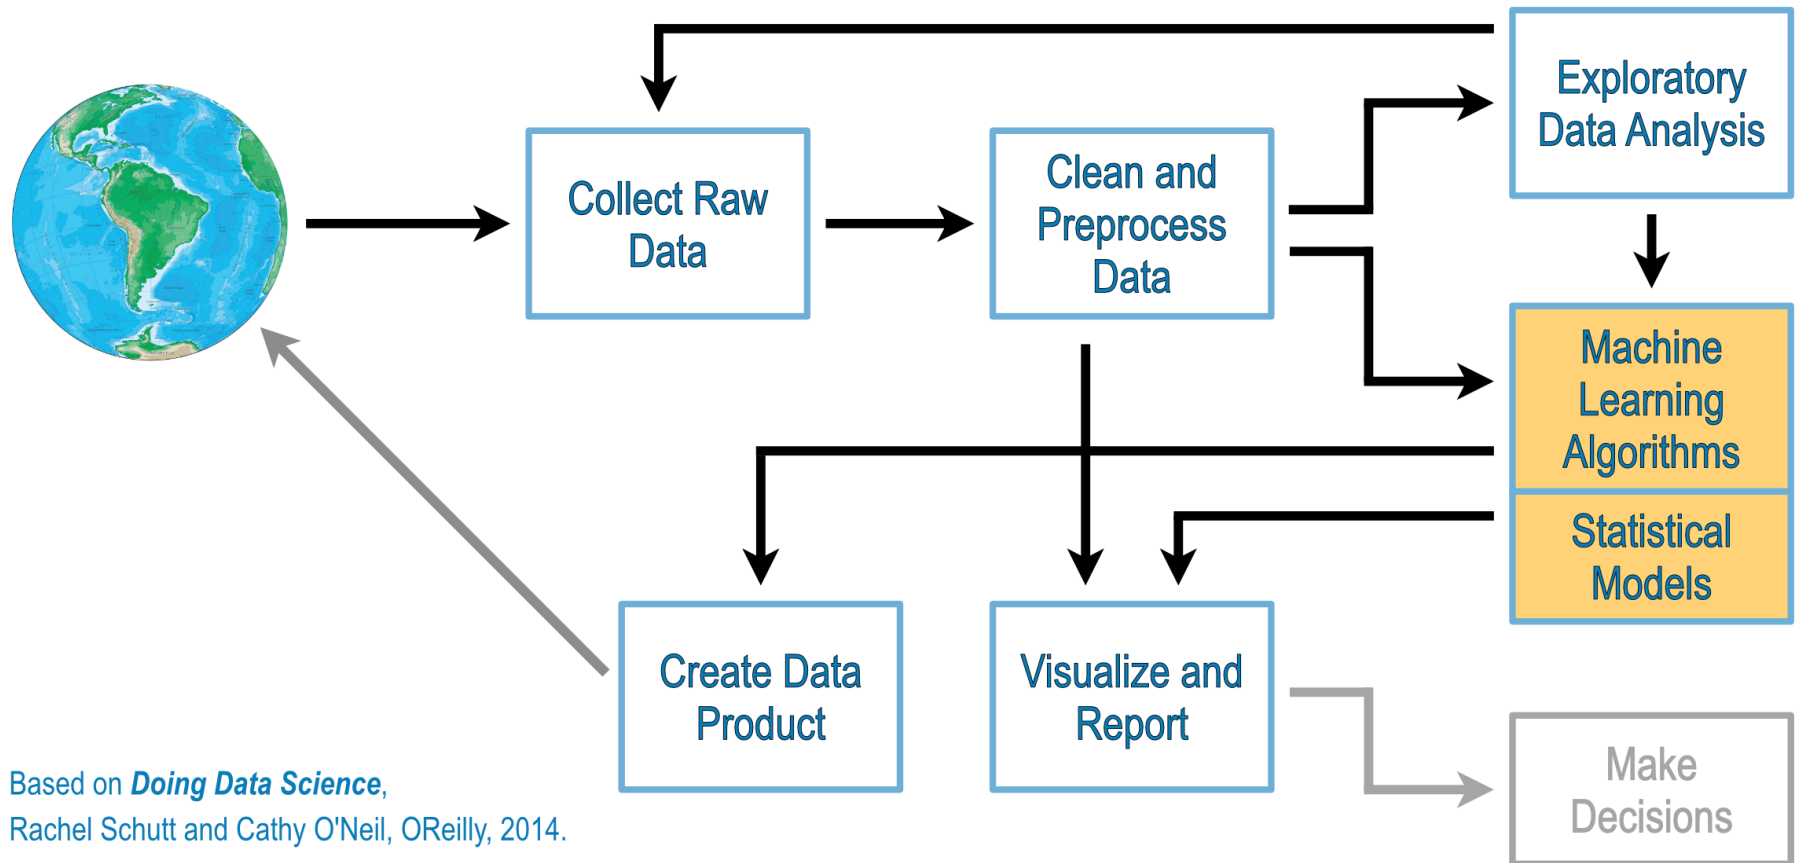 Exploratory
Data Analysis
Collect Raw
Data
Clean and
Preprocess
Data
Machine
Learning
Algorithms
Statistical
Models
Create Data
Product
Visualize and
Report
Make
Decisions
Based on Doing Data Science,
Rachel Schutt and Cathy O'Neil, OReilly, 2014.